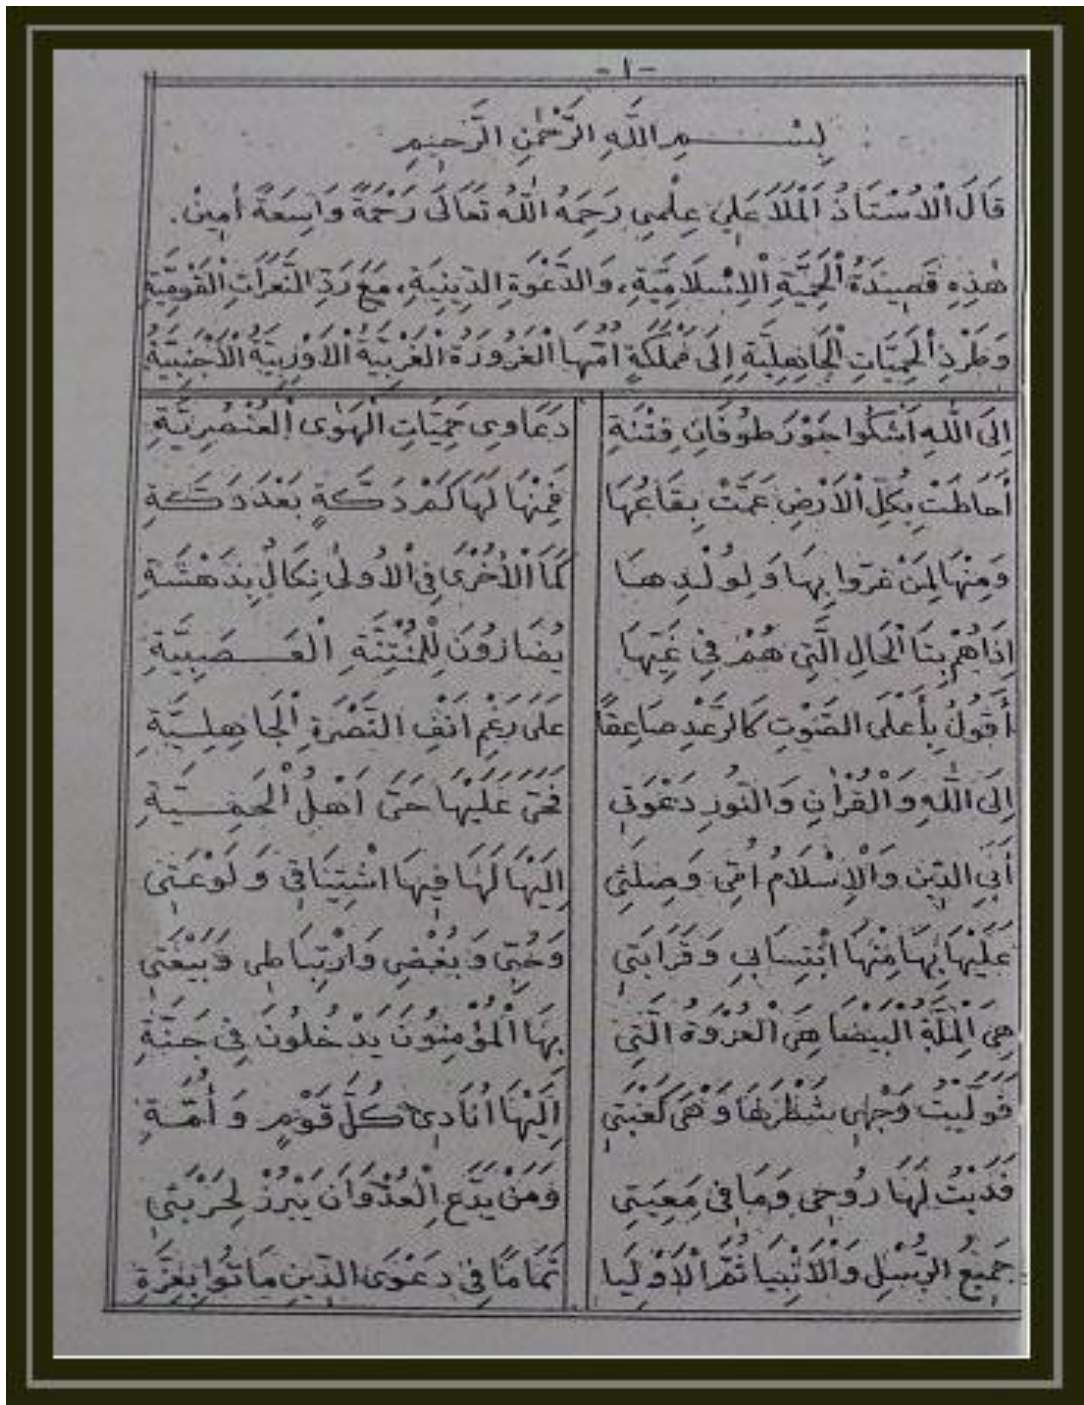 -١-
بِسْمِ اللَّهِ الرَّحْمٰنِ الرَّحِيمِ
قَالَ الْاُسْتَاذُ الْمُلَا عَلِي عِلْمِي رَحِمَهُ اللهُ تَعَالَى رَحْمَةً وَاسِعَةً اٰمِينْ.
هٰذِهِ قَصِيدَةُ الْحَمِيَّةِ الْاِسْلَامِيَّةِ، وَالدَّعْوَةِ الدِّينِيَةِ، مَعَ رَدِّ النَّعَرَاتِ الْقَوْمِيَّةِ
وَطَرْدِ الْحَمِيَّاتِ الْجَاهِلِيَّةِ اِلَى مَمْلَكَةِ اُمِّهَا الْغَرُورَةُ الْغَرْبِيَّةُ الْاَوْرُبِيَّةُ الْاَجْنَبِيَّةُ
اِلَى اللهِ اَشْكُوا جَوْرَ طُوفَانِ فِتْنَةِ دَعَاوِى حَمِيَّاتِ الْهَوٰى الْعُنْصُرِيَّةِ
أَحَاطَتْ بِكُلِّ الْاَرْضِ عَمَّتْ بِقَاعُهَا فَمِنْهَا لَهَا كَمْ دَكَّةٍ بَعْدَ دَكَّةِ
وَمِنْهَا لِمَنْ غرّوا بِهَا وَلِوُلْدِهَا كَمَا الْاُخْرَى فِي الْاُولٰى نِكَالٌ بِدَهْشَةِ
اِذَا هُمْ بِتَا الْحَالِ الَّتِي هُمْ فِي غَيِّهَا يُضَارُونَ لِلْمُنْتِنَةِ الْعَصَبِيَّةِ
أَقُولُ بِأَعْلَى الصَّوْتِ كَالرَّعْدِ صَاعِقًا عَلَى رَغْمِ اَنْفِ النَّصْرَةِ الْجَاهِلِيَّةِ
اِلَى اللهِ وَالْقُرْاٰنِ وَالنُّورِ دَعْوَتِي فَحَيَّ عَلَيْهَا حَيَّ اَهْلُ الْحَمِيَّةِ
أَبِي الدِّينُ وَالْاِسْلَامُ اُمِّي وَصِلَتِي اِلَيْهَا لَهَا فِيهَا اشْتِيَاقِي وَلَوْعَتِي
عَلَيْهَا بِهَا مِنْهَا انْتِسَابِي وَقَرَابَتِي وَحُبِّي وَبُغْضِي وَارْتِبَاطِي وَبَيْعَتِي
هِيَ الْمِلَّةُ الْبَيْضَا هِيَ الْعُرْوَةُ الَّتِي بِهَا الْمُؤْمِنُونَ يَدْخُلُونَ فِي جَنَّةِ
فَوَلَّيْتُ وَجْهِي شَطْرَهَا وَهْيَ كَعْبَتِي اِلَيْهَا اُنَادِي كُلَّ قَوْمٍ وَاُمَّةِ
فَدَيْتُ لَهَا رُوحِي وَمَا فِي مَعِيَتِي وَمَنْ يَدَّعِ الْعُدْوَانَ يَبْرُزْ لِحَرْبَتِي
جَمِيعُ الرُّسْلِ وَالْاَنْبِيَا ثُمَّ الْاَوْلِيَا تَمَامًا فِي دَعْوَى الدِّينِ مَاتُوا بِعِزَّةِ